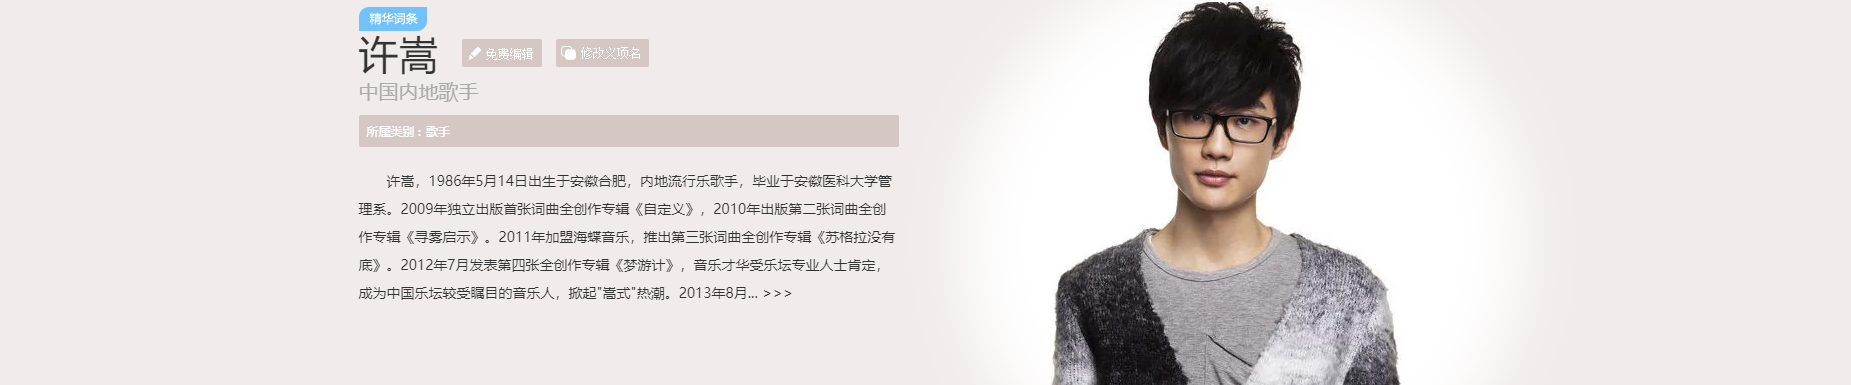 精华词条
许嵩 免费编辑 修改义项名
中国内地歌手
所属类别：歌手
许嵩，1986年5月14日出生于安徽合肥，内地流行乐歌手，毕业于安徽医科大学管
理系。2009年独立出版首张词曲全创作专辑《自定义》，2010年出版第二张词曲全创
作专辑《寻雾启示》。2011年加盟海蝶音乐，推出第三张词曲全创作专辑《苏格拉没有
底》。2012年7月发表第四张全创作专辑《梦游计》，音乐才华受乐坛专业人士肯定，
成为中国乐坛较受瞩目的音乐人，掀起"嵩式"热潮。2013年8月... >>>